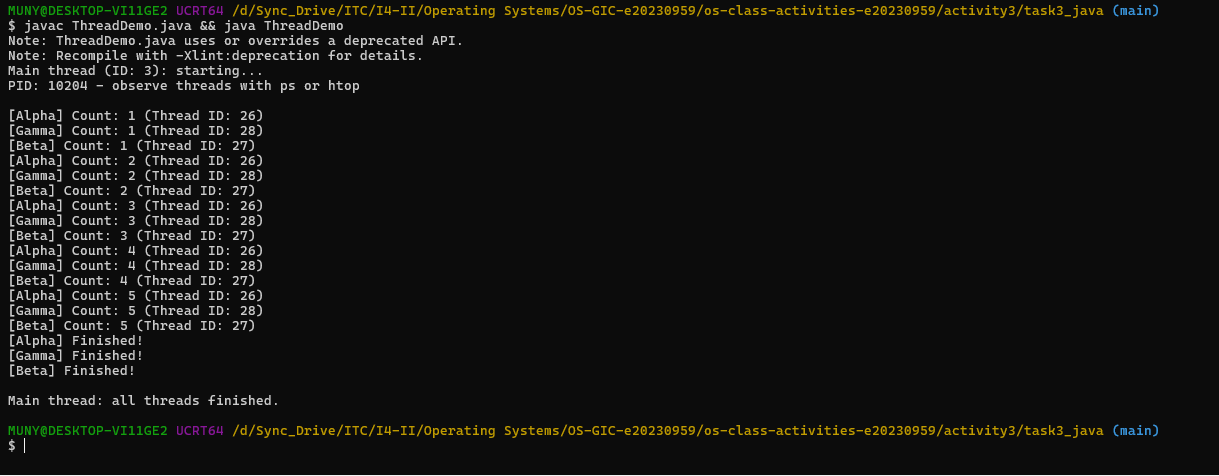 MUNY@DESKTOP-VI11GE2 UCRT64 /d/Sync_Drive/ITC/I4-II/Operating Systems/OS-GIC-e20230959/os-class-activities-e20230959/activity3/task3_java (main)
$ javac ThreadDemo.java && java ThreadDemo
Note: ThreadDemo.java uses or overrides a deprecated API.
Note: Recompile with -Xlint:deprecation for details.
Main thread (ID: 3): starting...
PID: 10204 - observe threads with ps or htop

[Alpha] Count: 1 (Thread ID: 26)
[Gamma] Count: 1 (Thread ID: 28)
[Beta] Count: 1 (Thread ID: 27)
[Alpha] Count: 2 (Thread ID: 26)
[Gamma] Count: 2 (Thread ID: 28)
[Beta] Count: 2 (Thread ID: 27)
[Alpha] Count: 3 (Thread ID: 26)
[Gamma] Count: 3 (Thread ID: 28)
[Beta] Count: 3 (Thread ID: 27)
[Alpha] Count: 4 (Thread ID: 26)
[Gamma] Count: 4 (Thread ID: 28)
[Beta] Count: 4 (Thread ID: 27)
[Alpha] Count: 5 (Thread ID: 26)
[Gamma] Count: 5 (Thread ID: 28)
[Beta] Count: 5 (Thread ID: 27)
[Alpha] Finished!
[Gamma] Finished!
[Beta] Finished!

Main thread: all threads finished.

MUNY@DESKTOP-VI11GE2 UCRT64 /d/Sync_Drive/ITC/I4-II/Operating Systems/OS-GIC-e20230959/os-class-activities-e20230959/activity3/task3_java (main)
$